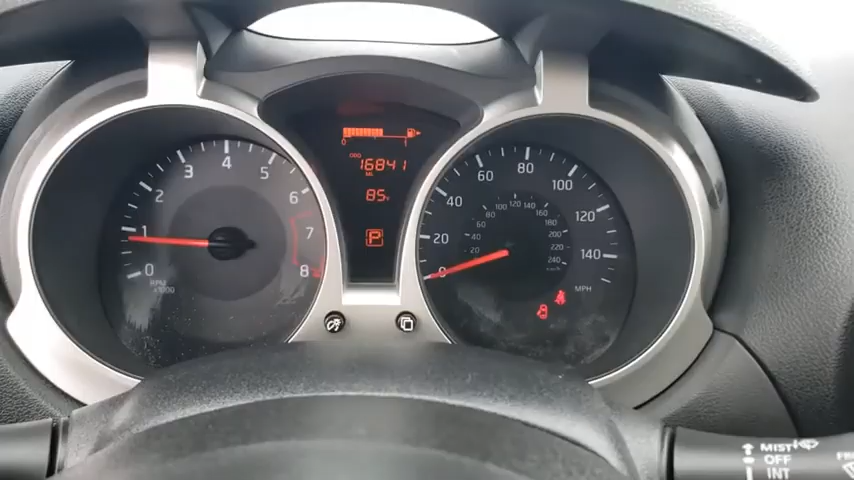 0 1
ODO
16841
MI
85°F
P
0 1 2 3 4 5 6 7 8
RPM
x1000
0 20 40 60 80 100 120 140
MPH
20 40 60 80 100 120 140 160 180 200 220 240
km/h
MIST
OFF
INT